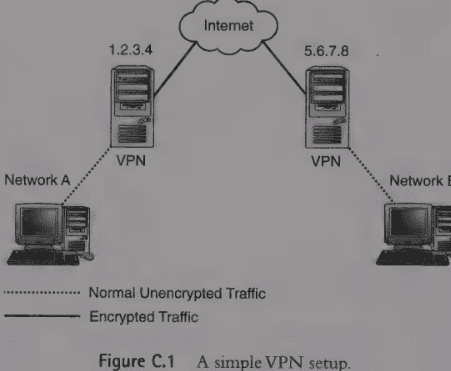 Internet
1.2.3.4
5.6.7.8
VPN
VPN
Network A
Network B
Normal Unencrypted Traffic
Encrypted Traffic
Figure C.1 A simple VPN setup.